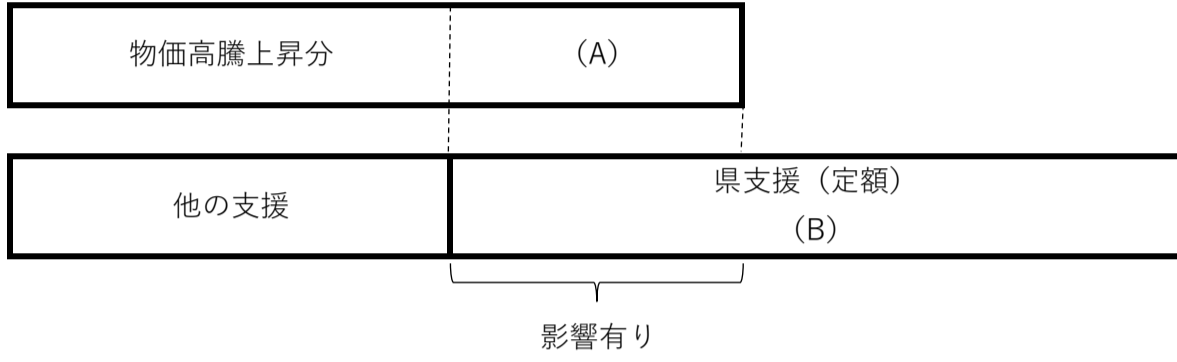 物価高騰上昇分
（A）
他の支援
県支援（定額）
（B）
影響有り